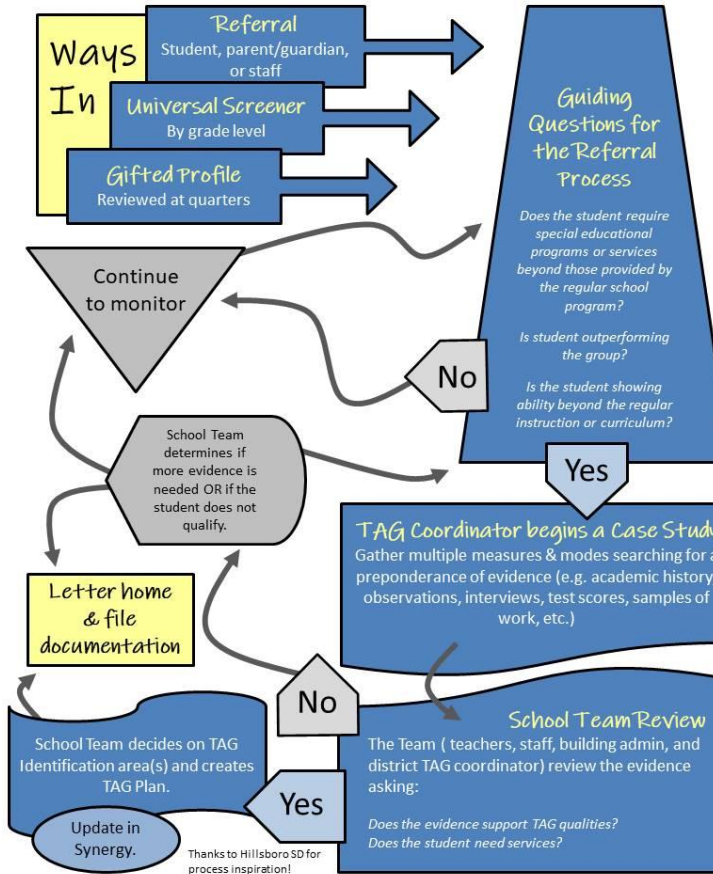 Ways
In
Referral
Student, parent/guardian,
or staff
Universal Screener
By grade level
Gifted Profile
Reviewed at quarters
Guiding
Questions for
the Referral
Process
Does the student require
special educational
programs or services
beyond those provided by
the regular school
program?
Is student outperforming
the group?
Is the student showing
ability beyond the regular
instruction or curriculum?
Continue
to monitor
No
Yes
School Team
determines if
more evidence is
needed OR if the
student does not
qualify.
TAG Coordinator begins a Case Study
Gather multiple measures & modes searching for a
preponderance of evidence (e.g. academic history,
observations, interviews, test scores, samples of
work, etc.)
Letter home
& file
documentation
No
School Team Review
The Team ( teachers, staff, building admin, and
district TAG coordinator) review the evidence
asking:
Does the evidence support TAG qualities?
Does the student need services?
Yes
School Team decides on TAG
Identification area(s) and creates
TAG Plan.
Update in
Synergy.
Thanks to Hillsboro SD for
process inspiration!